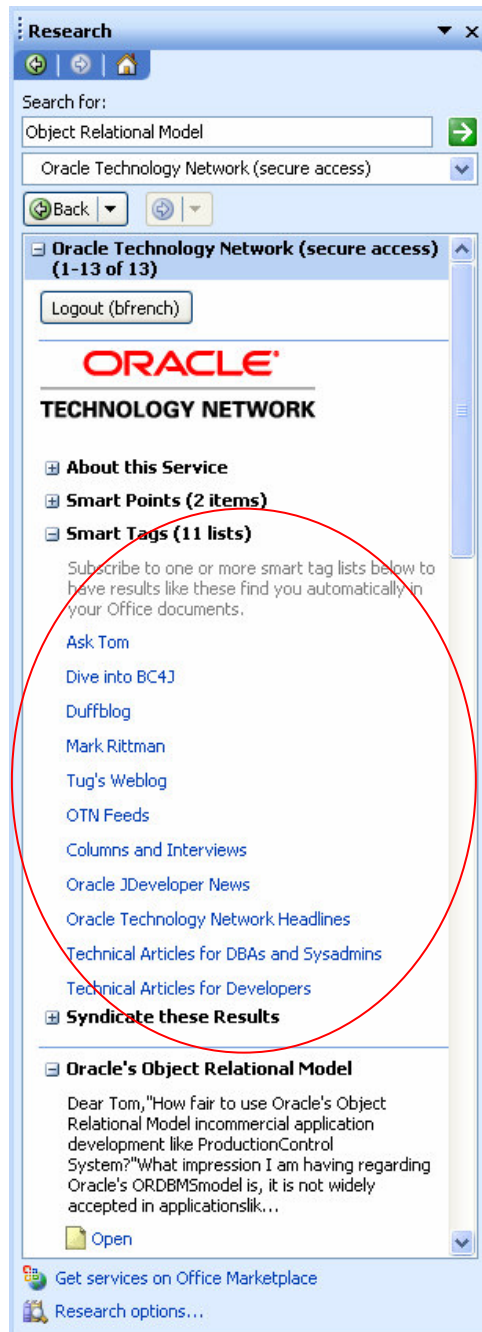 Research
Search for:
Object Relational Model
Oracle Technology Network (secure access)
Back
Oracle Technology Network (secure access)
(1-13 of 13)
Logout (bfrench)
ORACLE
TECHNOLOGY NETWORK
About this Service
Smart Points (2 items)
Smart Tags (11 lists)
Subscribe to one or more smart tag lists below to
have results like these find you automatically in
your Office documents.
Ask Tom
Dive into BC4J
Duffblog
Mark Rittman
Tug's Weblog
OTN Feeds
Columns and Interviews
Oracle JDeveloper News
Oracle Technology Network Headlines
Technical Articles for DBAs and Sysadmins
Technical Articles for Developers
Syndicate these Results
Oracle's Object Relational Model
Dear Tom,"How fair to use Oracle's Object
Relational Model incommercial application
development like ProductionControl
System?"What impression I am having regarding
Oracle's ORDBMSmodel is, it is not widely
accepted in applicationslik...
Open
Get services on Office Marketplace
Research options...